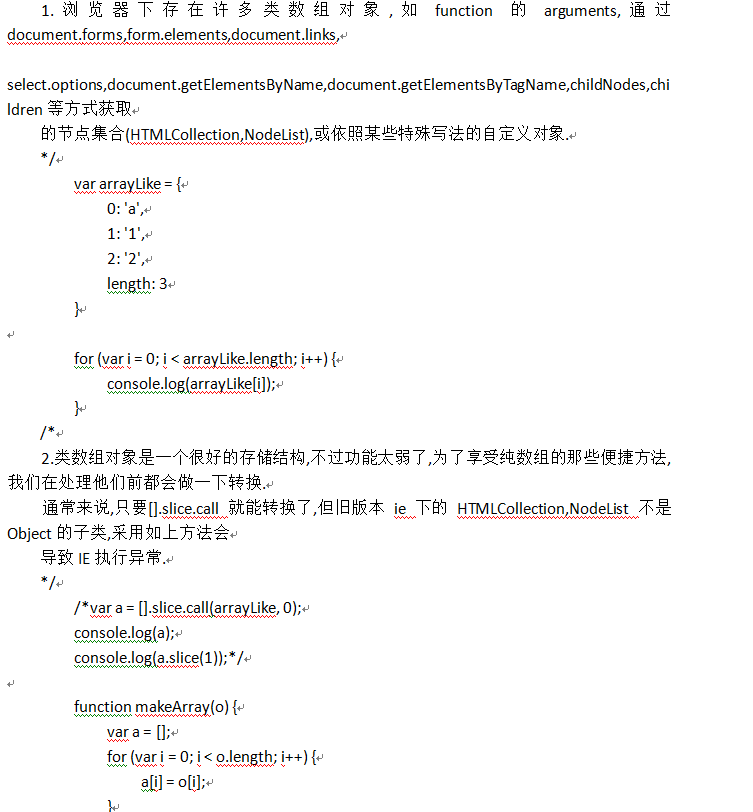 1. 浏览器下存在许多类数组对象,如 function 的 arguments,通过
document.forms,form.elements,document.links,
select.options,document.getElementsByName,document.getElementsByTagName,childNodes,chi
ldren 等方式获取
的节点集合(HTMLCollection,NodeList),或依照某些特殊写法的自定义对象.
*/
var arrayLike = {
0: 'a',
1: '1',
2: '2',
length: 3
}
for (var i = 0; i < arrayLike.length; i++) {
console.log(arrayLike[i]);
}
/*
2.类数组对象是一个很好的存储结构,不过功能太弱了,为了享受纯数组的那些便捷方法,
我们在处理他们前都会做一下转换.
通常来说,只要[].slice.call 就能转换了,但旧版本 ie 下的 HTMLCollection,NodeList 不是
Object 的子类,采用如上方法会
导致 IE 执行异常.
*/
/*var a = [].slice.call(arrayLike, 0);
console.log(a);
console.log(a.slice(1));*/
function makeArray(o) {
var a = [];
for (var i = 0; i < o.length; i++) {
a[i] = o[i];
}